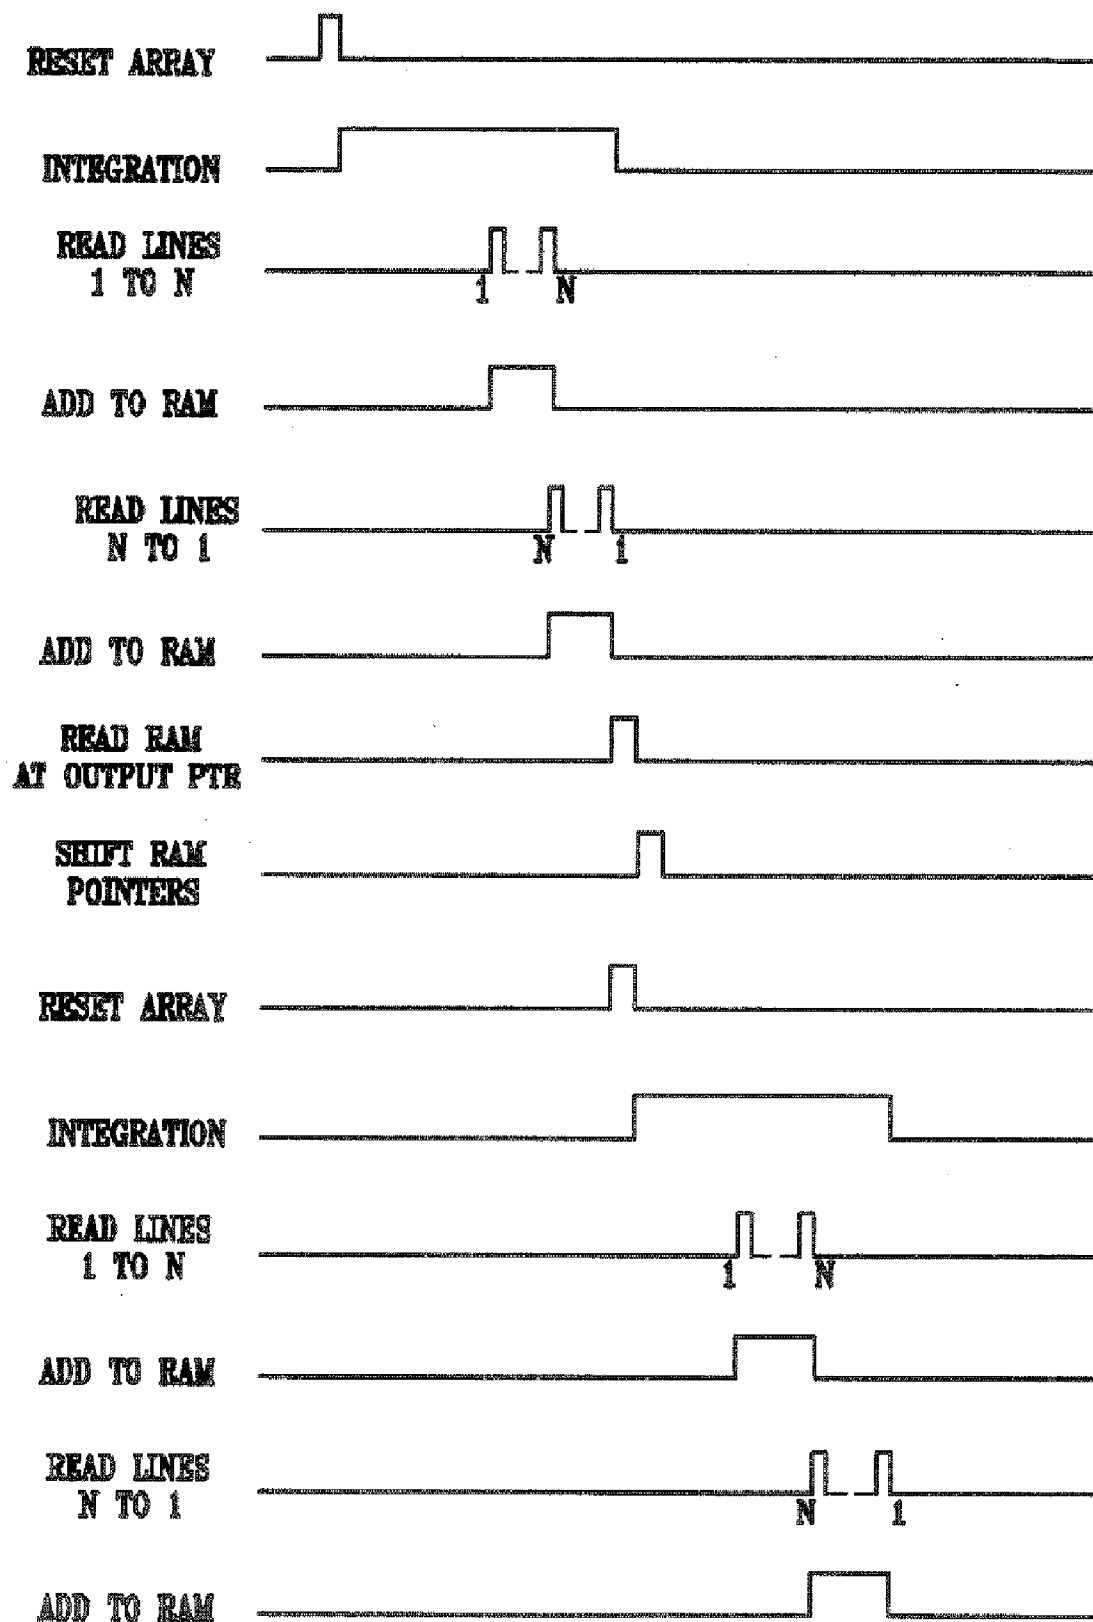 RESET ARRAY
INTEGRATION
READ LINES
1 TO N
1 N
ADD TO RAM
READ LINES
N TO 1
N 1
ADD TO RAM
READ RAM
AT OUTPUT PTR
SHIFT RAM
POINTERS
RESET ARRAY
INTEGRATION
READ LINES
1 TO N
1 N
ADD TO RAM
READ LINES
N TO 1
N 1
ADD TO RAM